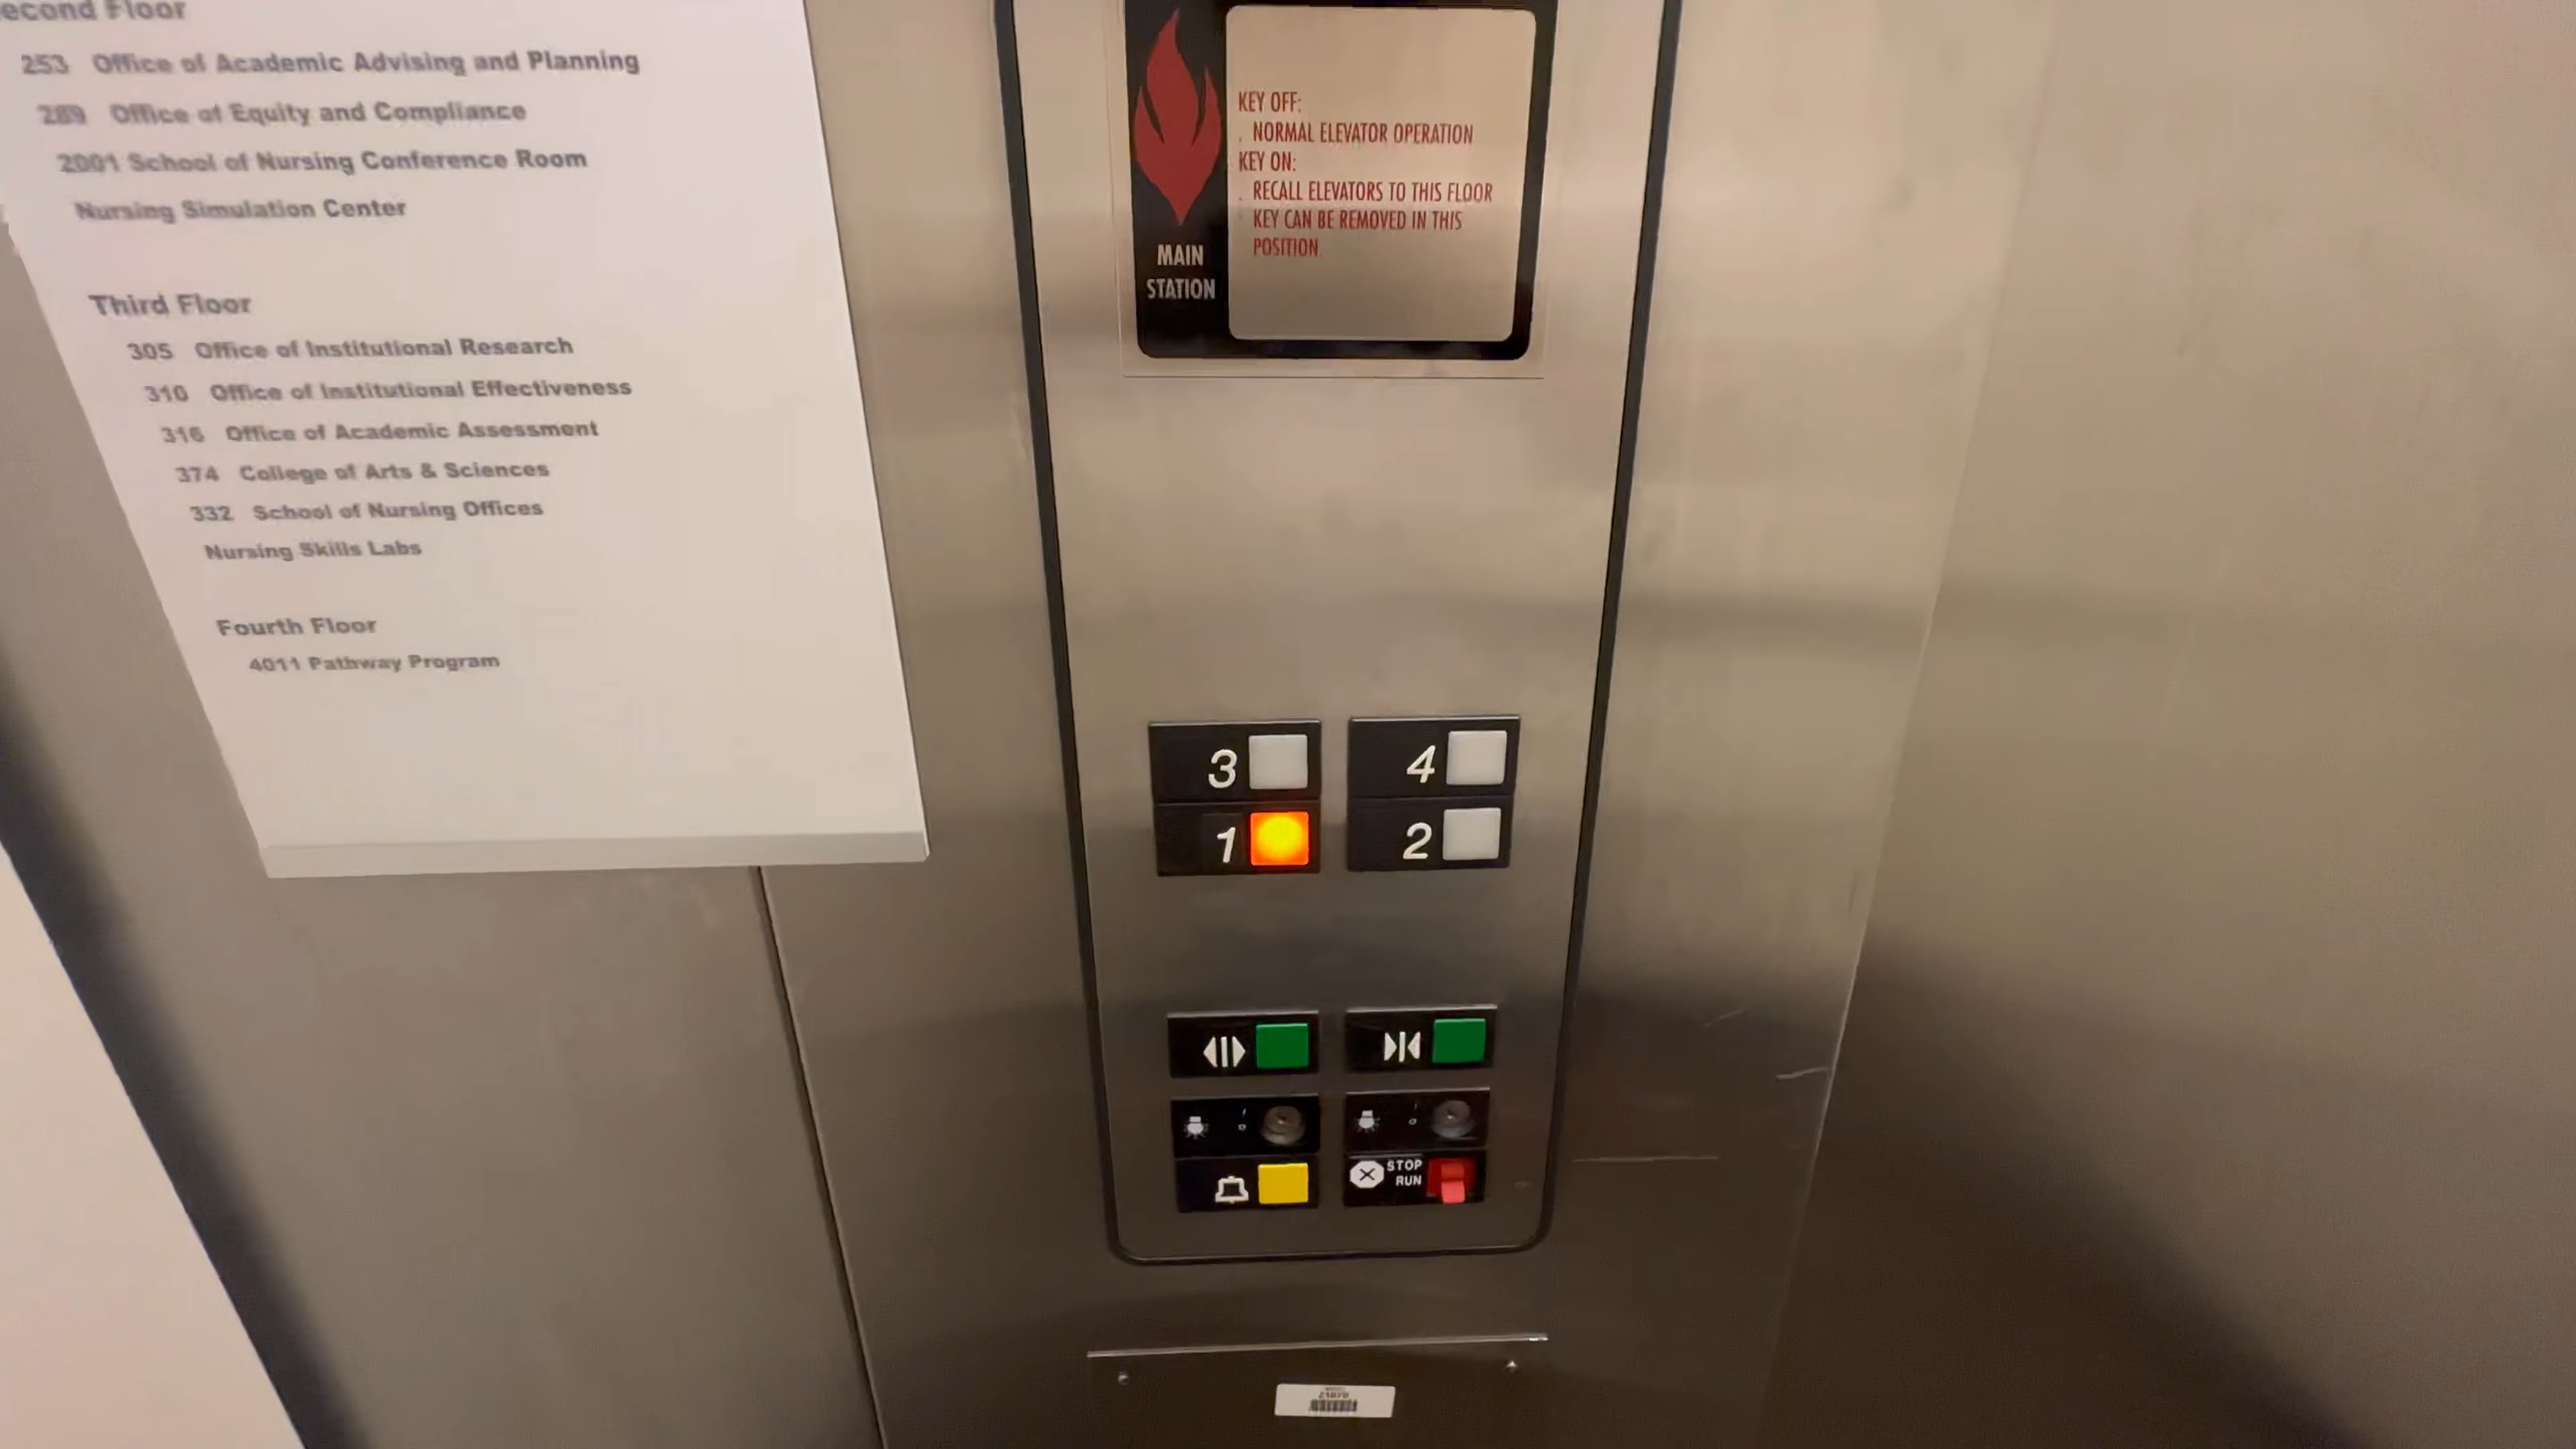 econd Floor
253 Office of Academic Advising and Planning
289 Office of Equity and Compliance
2001 School of Nursing Conference Room
Nursing Simulation Center
Third Floor
305 Office of Institutional Research
310 Office of Institutional Effectiveness
316 Office of Academic Assessment
374 College of Arts & Sciences
332 School of Nursing Offices
Nursing Skills Labs
Fourth Floor
4011 Pathway Program
MAIN
STATION
KEY OFF:
. NORMAL ELEVATOR OPERATION
KEY ON:
. RECALL ELEVATORS TO THIS FLOOR
KEY CAN BE REMOVED IN THIS
POSITION
3 4
1 2
STOP
RUN